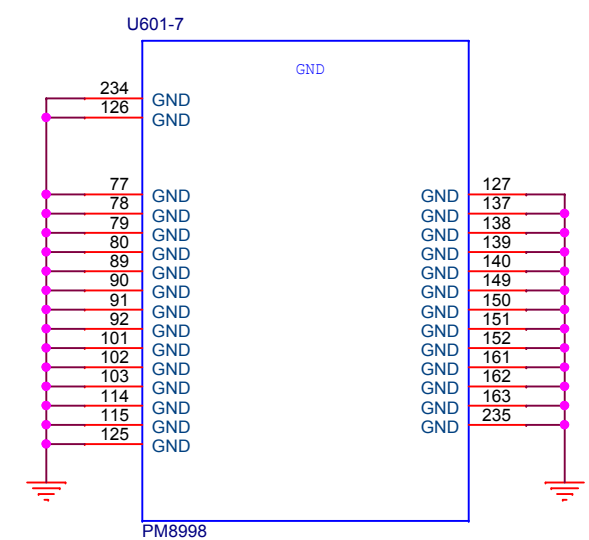 U601-7
GND
234 GND
126 GND
77 GND 127 GND
78 GND 137 GND
79 GND 138 GND
80 GND 139 GND
89 GND 140 GND
90 GND 149 GND
91 GND 150 GND
92 GND 151 GND
101 GND 152 GND
102 GND 161 GND
103 GND 162 GND
114 GND 163 GND
115 GND 235 GND
125 GND
PM8998